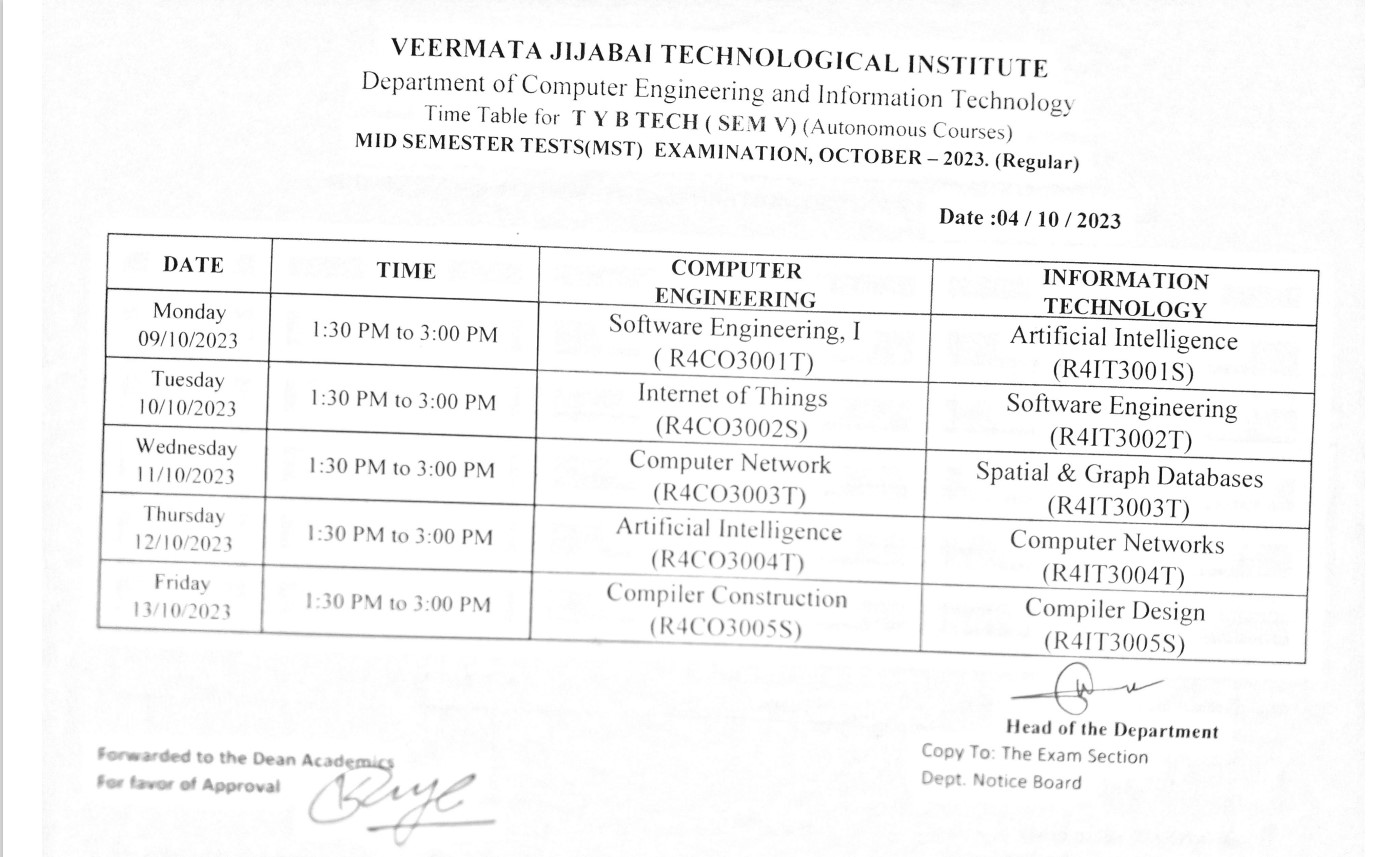 VEERMATA JIJABAI TECHNOLOGICAL INSTITUTE
Department of Computer Engineering and Information Technology
Time Table for T Y B TECH ( SEM V) (Autonomous Courses)
MID SEMESTER TESTS(MST) EXAMINATION, OCTOBER – 2023. (Regular)
Date :04 / 10 / 2023
DATE TIME COMPUTER ENGINEERING INFORMATION TECHNOLOGY
Monday 09/10/2023 1:30 PM to 3:00 PM Software Engineering, I ( R4CO3001T) Artificial Intelligence (R4IT3001S)
Tuesday 10/10/2023 1:30 PM to 3:00 PM Internet of Things (R4CO3002S) Software Engineering (R4IT3002T)
Wednesday 11/10/2023 1:30 PM to 3:00 PM Computer Network (R4CO3003T) Spatial & Graph Databases (R4IT3003T)
Thursday 12/10/2023 1:30 PM to 3:00 PM Artificial Intelligence (R4CO3004T) Computer Networks (R4IT3004T)
Friday 13/10/2023 1:30 PM to 3:00 PM Compiler Construction (R4CO3005S) Compiler Design (R4IT3005S)
Head of the Department
Copy To: The Exam Section
Dept. Notice Board
Forwarded to the Dean Academics
For favor of Approval